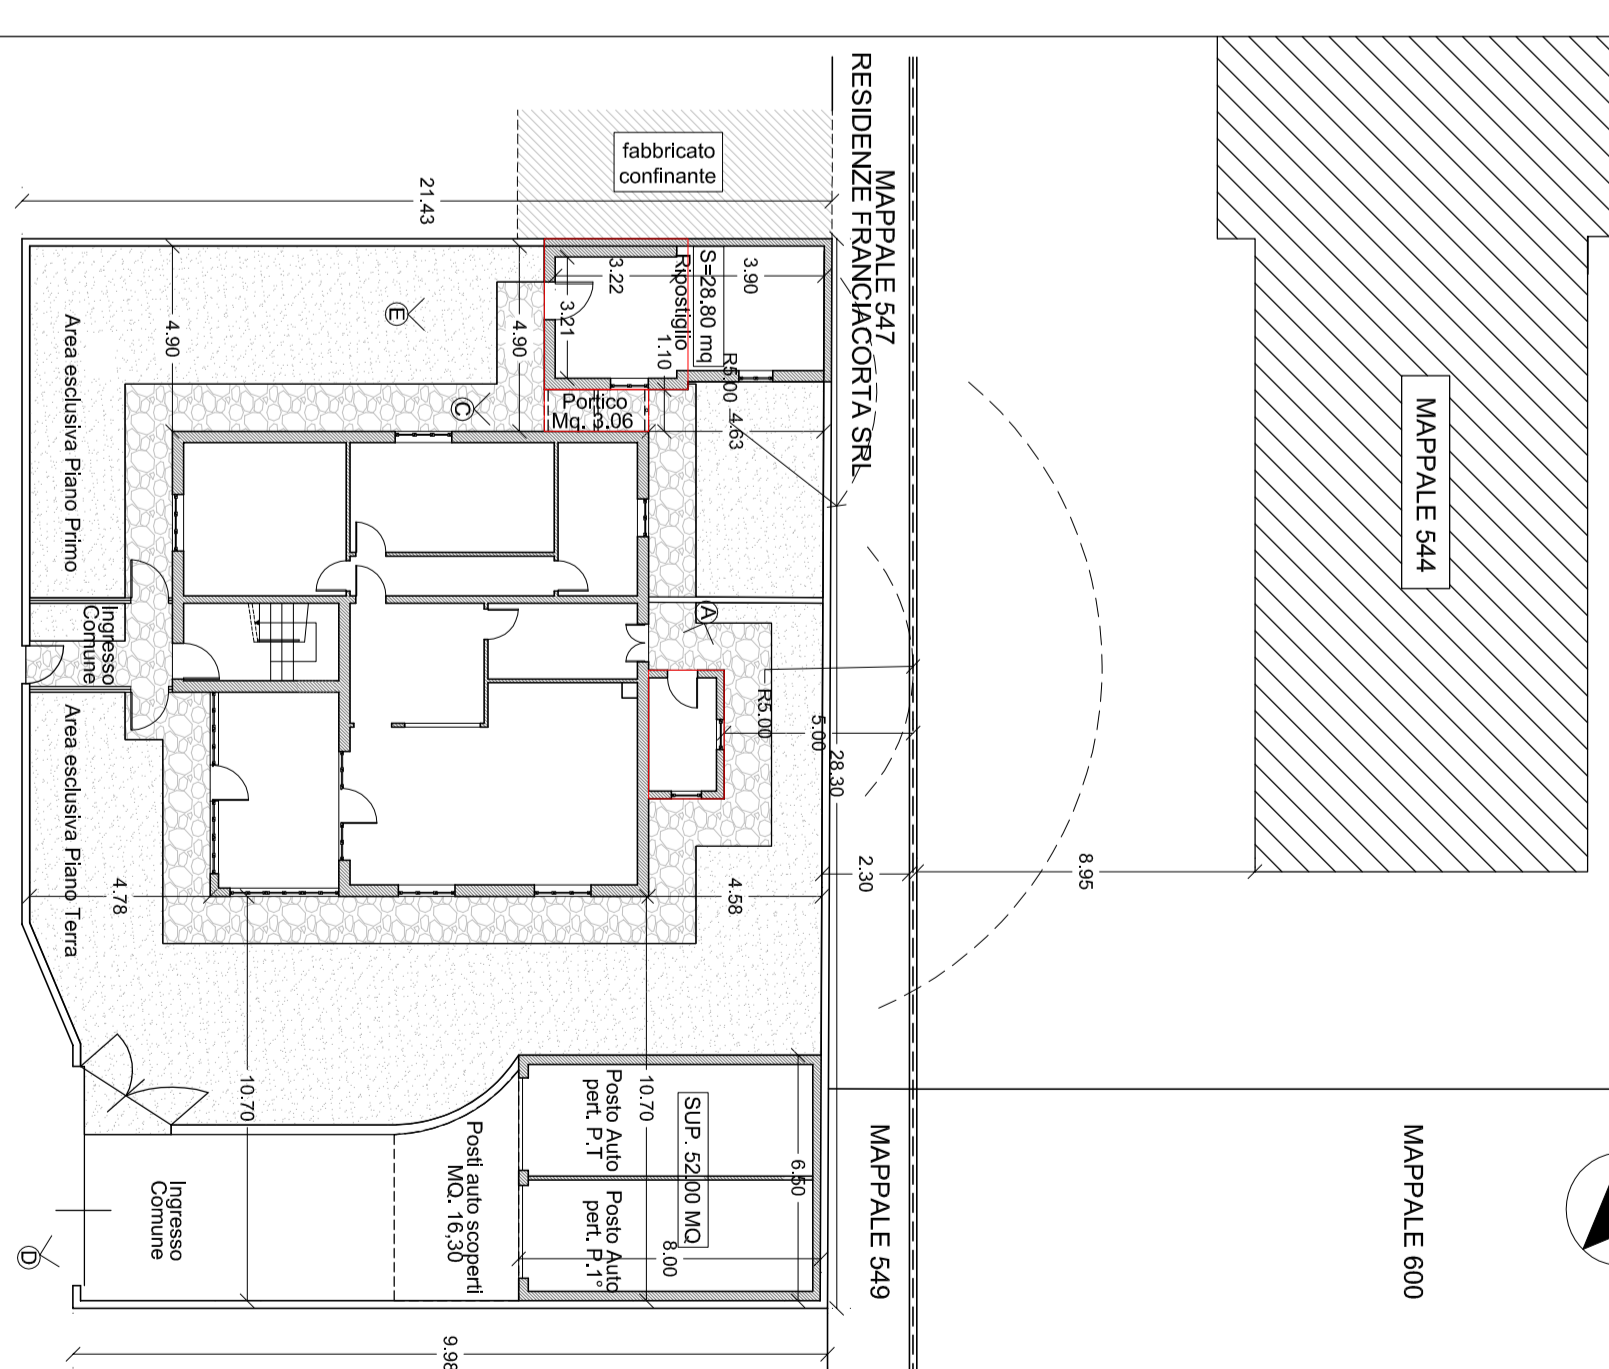 fabbricato
confinante
MAPPALE 547
RESIDENZE FRANCIACORTA SRL
MAPPALE 544
21.43
3.90
S=28.80 mq
Ripostiglio
3.22
3.21
1.10
R5.00
4.63
Portico
Mq. 3.06
4.90
4.90
E
C
Area esclusiva Piano Primo
Ingresso
Comune
A
R5.00
5.00
28.30
2.30
8.95
Area esclusiva Piano Terra
4.78
4.58
10.70
10.70
Posto Auto
pert. P.T
SUP. 52.00 MQ
6.50
Posto Auto
pert. P.1°
8.00
Posti auto scoperti
MQ. 16,30
Ingresso
Comune
D
MAPPALE 549
MAPPALE 600
9.98